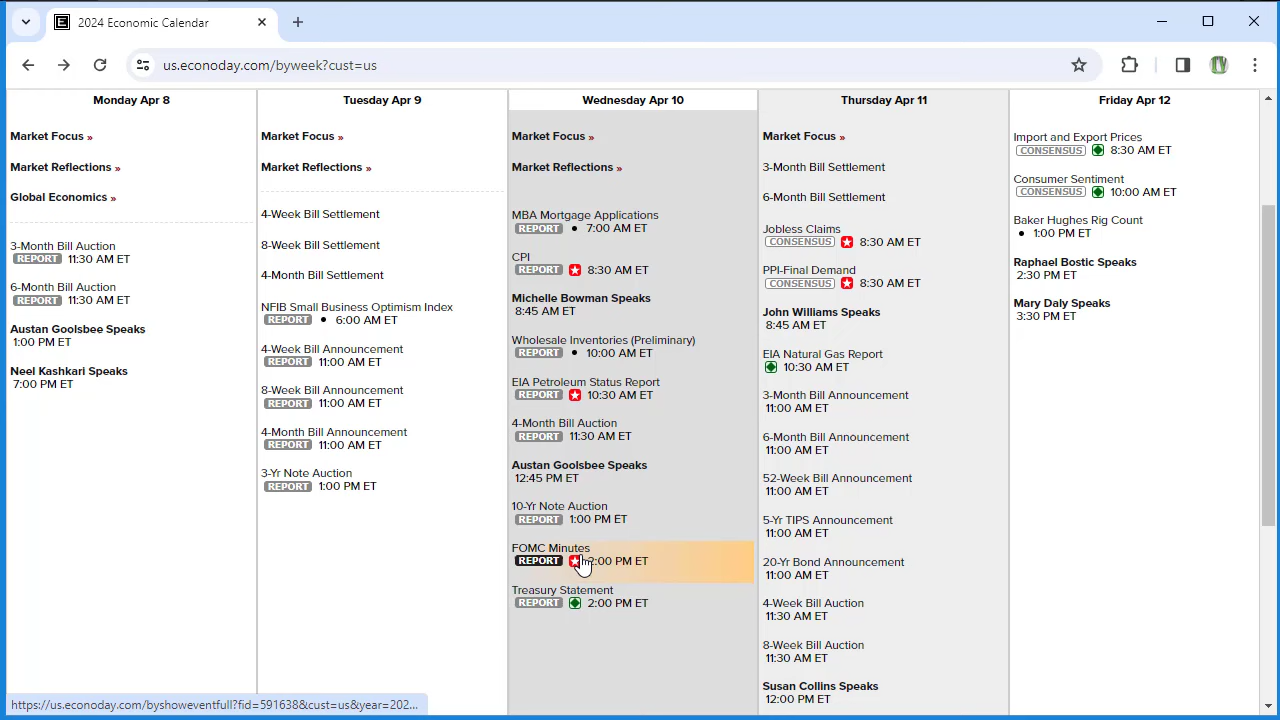 2024 Economic Calendar
us.econoday.com/byweek?cust=us
Monday Apr 8
Market Focus »
Market Reflections »
Global Economics »
3-Month Bill Auction
REPORT 11:30 AM ET
6-Month Bill Auction
REPORT 11:30 AM ET
Austan Goolsbee Speaks
1:00 PM ET
Neel Kashkari Speaks
7:00 PM ET
Tuesday Apr 9
Market Focus »
Market Reflections »
4-Week Bill Settlement
8-Week Bill Settlement
4-Month Bill Settlement
NFIB Small Business Optimism Index
REPORT • 6:00 AM ET
4-Week Bill Announcement
REPORT 11:00 AM ET
8-Week Bill Announcement
REPORT 11:00 AM ET
4-Month Bill Announcement
REPORT 11:00 AM ET
3-Yr Note Auction
REPORT 1:00 PM ET
Wednesday Apr 10
Market Focus »
Market Reflections »
MBA Mortgage Applications
REPORT • 7:00 AM ET
CPI
REPORT 8:30 AM ET
Michelle Bowman Speaks
8:45 AM ET
Wholesale Inventories (Preliminary)
REPORT • 10:00 AM ET
EIA Petroleum Status Report
REPORT 10:30 AM ET
4-Month Bill Auction
REPORT 11:30 AM ET
Austan Goolsbee Speaks
12:45 PM ET
10-Yr Note Auction
REPORT 1:00 PM ET
FOMC Minutes
REPORT 2:00 PM ET
Treasury Statement
REPORT 2:00 PM ET
Thursday Apr 11
Market Focus »
3-Month Bill Settlement
6-Month Bill Settlement
Jobless Claims
CONSENSUS 8:30 AM ET
PPI-Final Demand
CONSENSUS 8:30 AM ET
John Williams Speaks
8:45 AM ET
EIA Natural Gas Report
10:30 AM ET
3-Month Bill Announcement
11:00 AM ET
6-Month Bill Announcement
11:00 AM ET
52-Week Bill Announcement
11:00 AM ET
5-Yr TIPS Announcement
11:00 AM ET
20-Yr Bond Announcement
11:00 AM ET
4-Week Bill Auction
11:30 AM ET
8-Week Bill Auction
11:30 AM ET
Susan Collins Speaks
12:00 PM ET
Friday Apr 12
Import and Export Prices
CONSENSUS 8:30 AM ET
Consumer Sentiment
CONSENSUS 10:00 AM ET
Baker Hughes Rig Count
• 1:00 PM ET
Raphael Bostic Speaks
2:30 PM ET
Mary Daly Speaks
3:30 PM ET
https://us.econoday.com/byshoweventfull?fid=591638&cust=us&year=202...